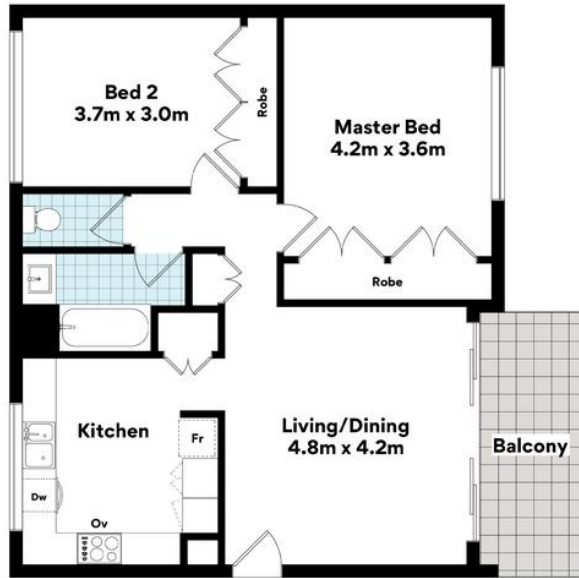 Bed 2
3.7m x 3.0m
Robe
Master Bed
4.2m x 3.6m
Robe
Kitchen
Fr
Living/Dining
4.8m x 4.2m
Balcony
Dw
Ov